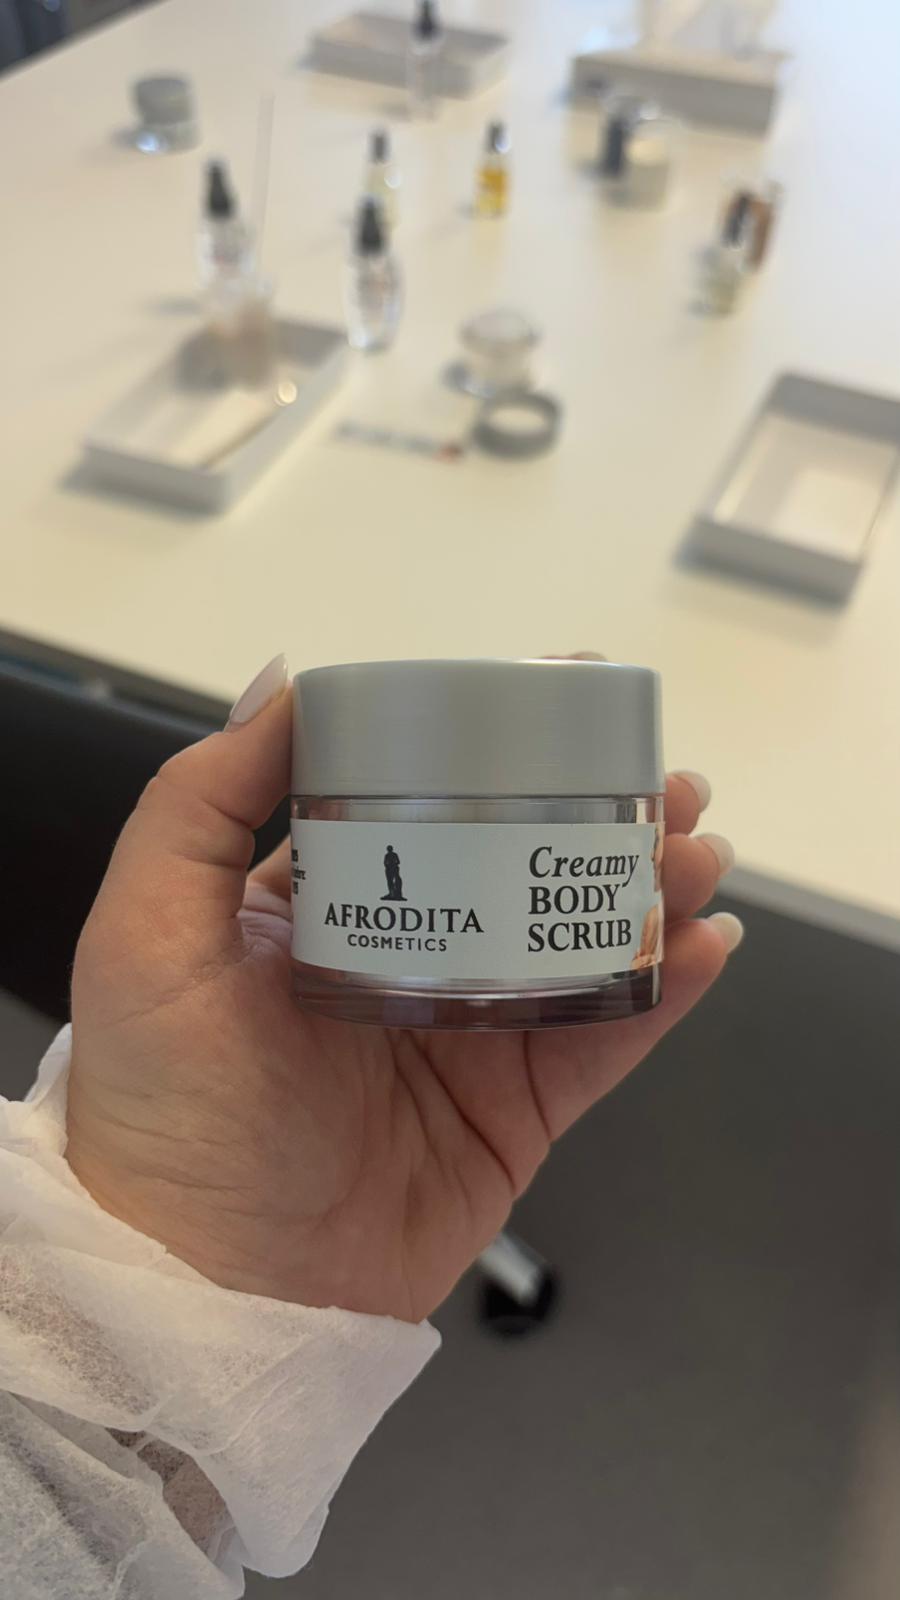 AFRODITA
COSMETICS
Creamy
BODY
SCRUB